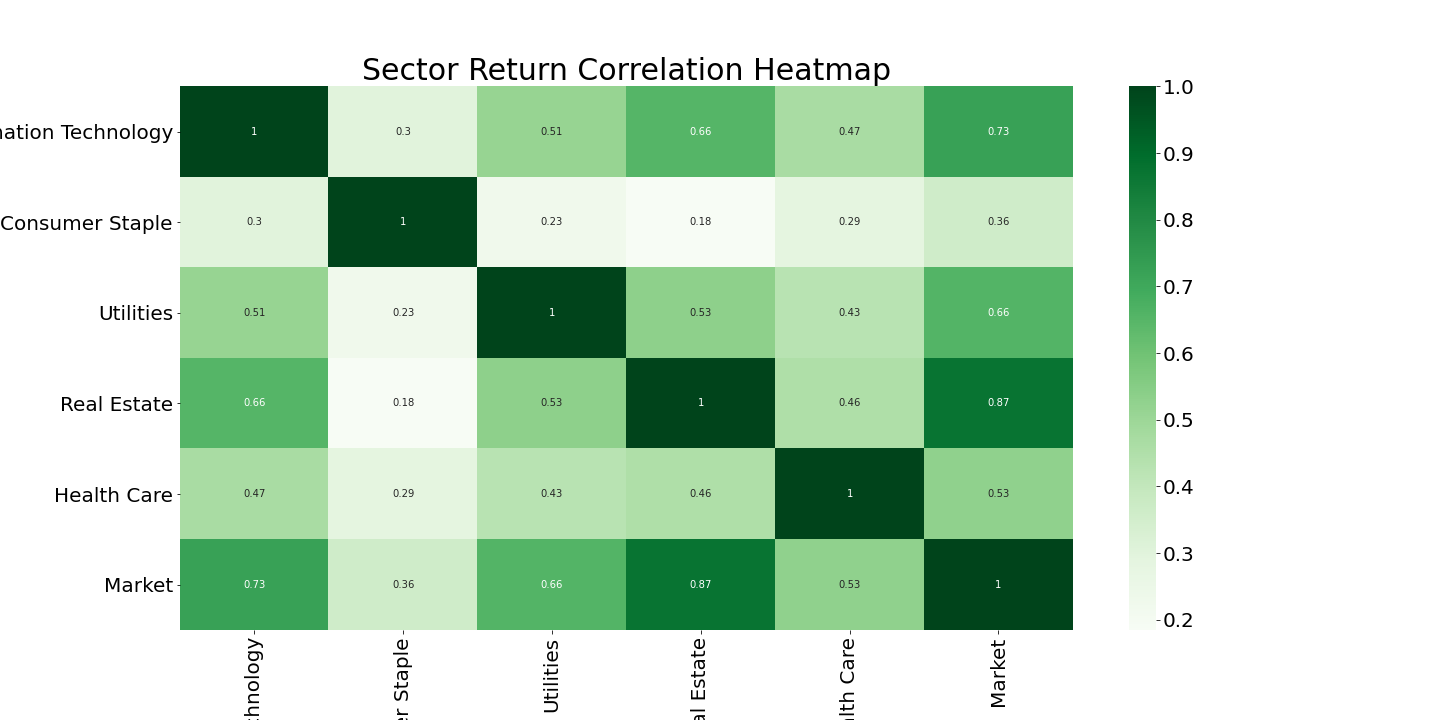 Sector Return Correlation Heatmap
nation Technology 1 0.3 0.51 0.66 0.47 0.73
Consumer Staple 0.3 1 0.23 0.18 0.29 0.36
Utilities 0.51 0.23 1 0.53 0.43 0.66
Real Estate 0.66 0.18 0.53 1 0.46 0.87
Health Care 0.47 0.29 0.43 0.46 1 0.53
Market 0.73 0.36 0.66 0.87 0.53 1
chnology
er Staple
Utilities
al Estate
alth Care
Market
1.0
0.9
0.8
0.7
0.6
0.5
0.4
0.3
0.2